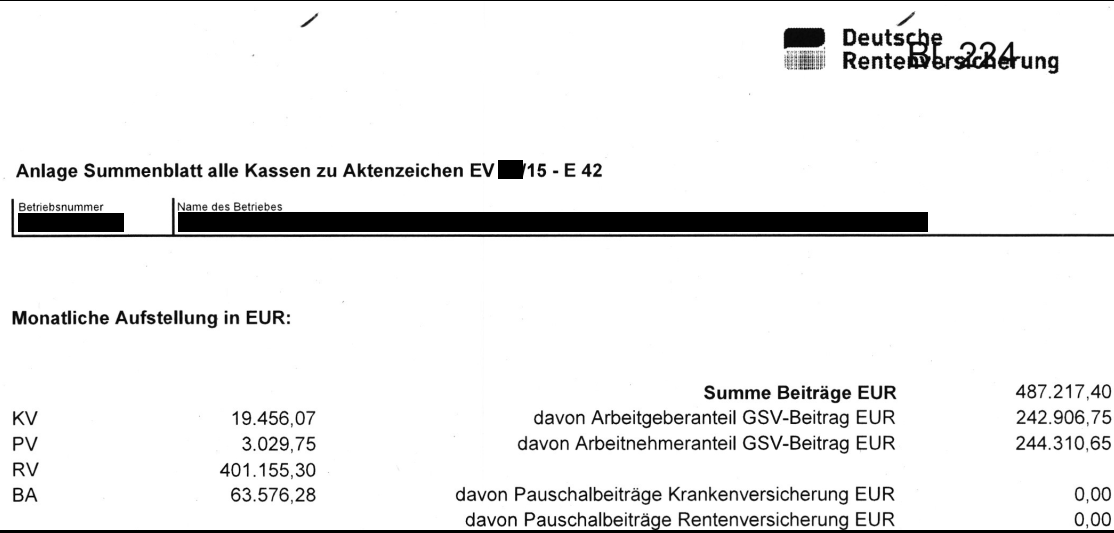 Deutsche
Rentenversicherung
Bl. 224
Anlage Summenblatt alle Kassen zu Aktenzeichen EV /15 - E 42
Betriebsnummer
Name des Betriebes
Monatliche Aufstellung in EUR:
Summe Beiträge EUR 487.217,40
KV 19.456,07 davon Arbeitgeberanteil GSV-Beitrag EUR 242.906,75
PV 3.029,75 davon Arbeitnehmeranteil GSV-Beitrag EUR 244.310,65
RV 401.155,30
BA 63.576,28 davon Pauschalbeiträge Krankenversicherung EUR 0,00
davon Pauschalbeiträge Rentenversicherung EUR 0,00